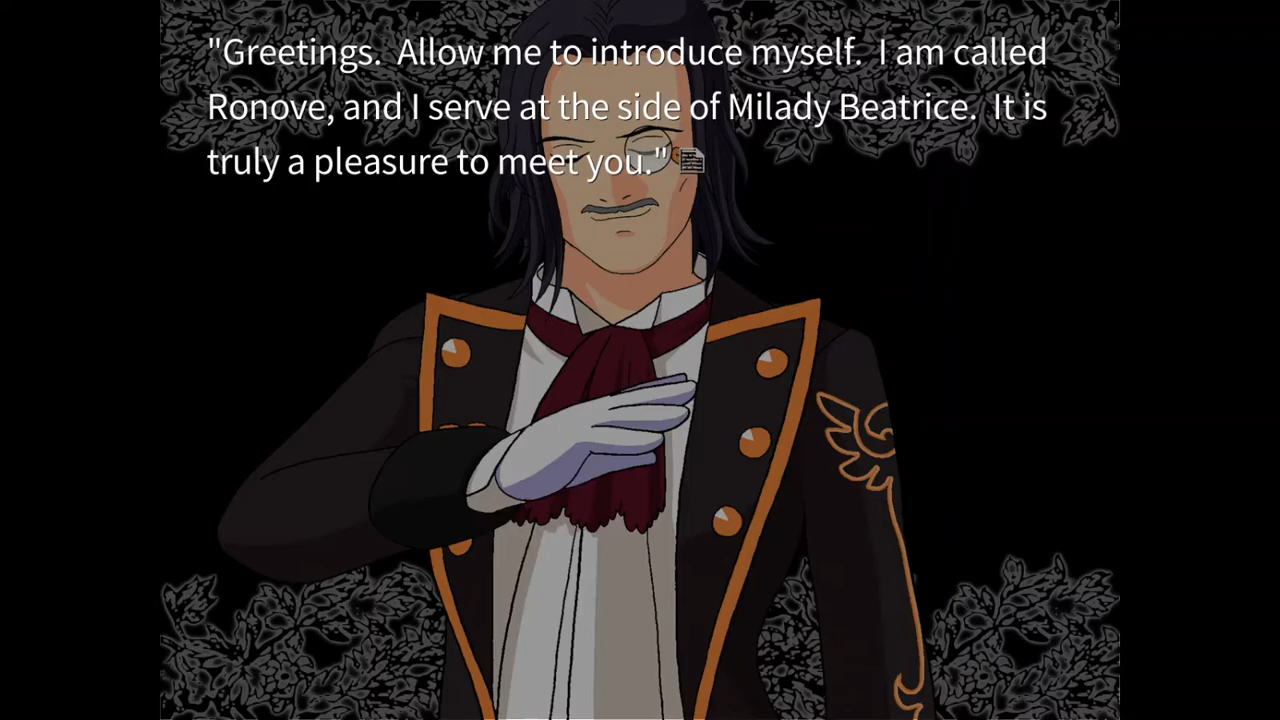 "Greetings.  Allow me to introduce myself.  I am called
Ronove, and I serve at the side of Milady Beatrice.  It is
truly a pleasure to meet you."